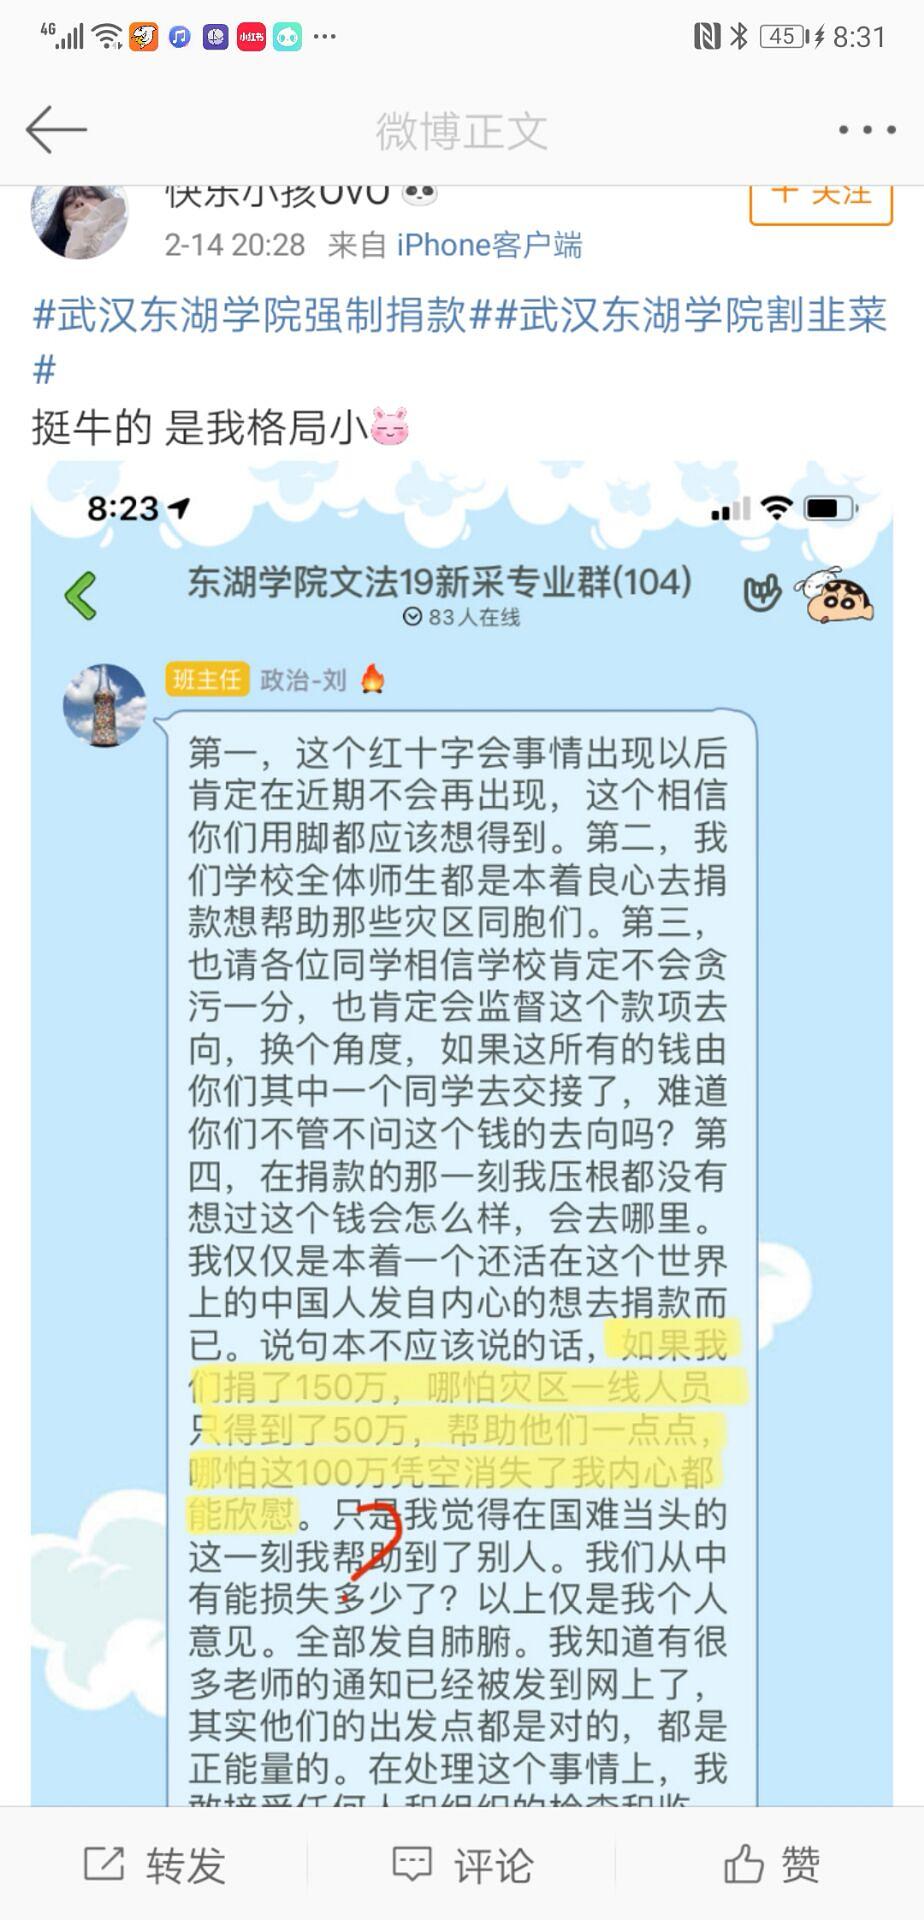 4G 45 8:31
小红书
微博正文
快乐小孩OVO
+ 关注
2-14 20:28 来自 iPhone客户端
#武汉东湖学院强制捐款##武汉东湖学院割韭菜
#
挺牛的 是我格局小
8:23
东湖学院文法19新采专业群(104)
83人在线
班主任 政治-刘
第一，这个红十字会事情出现以后
肯定在近期不会再出现，这个相信
你们用脚都应该想得到。第二，我
们学校全体师生都是本着良心去捐
款想帮助那些灾区同胞们。第三，
也请各位同学相信学校肯定不会贪
污一分，也肯定会监督这个款项去
向，换个角度，如果这所有的钱由
你们其中一个同学去交接了，难道
你们不管不问这个钱的去向吗？第
四，在捐款的那一刻我压根都没有
想过这个钱会怎么样，会去哪里。
我仅仅是本着一个还活在这个世界
上的中国人发自内心的想去捐款而
已。说句本不应该说的话，如果我
们捐了150万，哪怕灾区一线人员
只得到了50万，帮助他们一点点，
哪怕这100万凭空消失了我内心都
能欣慰。只是我觉得在国难当头的
这一刻我帮助到了别人。我们从中
有能损失多少了？以上仅是我个人
意见。全部发自肺腑。我知道有很
多老师的通知已经被发到网上了，
其实他们的出发点都是对的，都是
正能量的。在处理这个事情上，我
敢接受任何人和组织的检查和监
?
转发 评论 赞